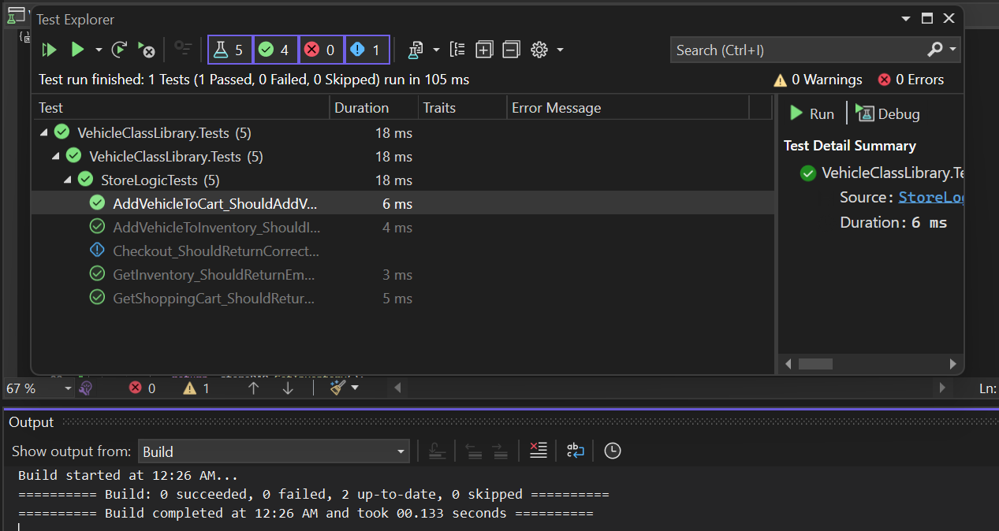 Test Explorer
5 4 0 1
Search (Ctrl+I)
Test run finished: 1 Tests (1 Passed, 0 Failed, 0 Skipped) run in 105 ms
0 Warnings 0 Errors
Test Duration Traits Error Message
Run Debug
VehicleClassLibrary.Tests (5) 18 ms
VehicleClassLibrary.Tests (5) 18 ms
StoreLogicTests (5) 18 ms
AddVehicleToCart_ShouldAddV... 6 ms
AddVehicleToInventory_ShouldI... 4 ms
Checkout_ShouldReturnCorrect...
GetInventory_ShouldReturnEm... 3 ms
GetShoppingCart_ShouldRetur... 5 ms
Test Detail Summary
VehicleClassLibrary.Te
Source: StoreLog
Duration: 6 ms
67 % 0 1 Ln:
Output
Show output from: Build
Build started at 12:26 AM...
========== Build: 0 succeeded, 0 failed, 2 up-to-date, 0 skipped ==========
========== Build completed at 12:26 AM and took 00.133 seconds ==========